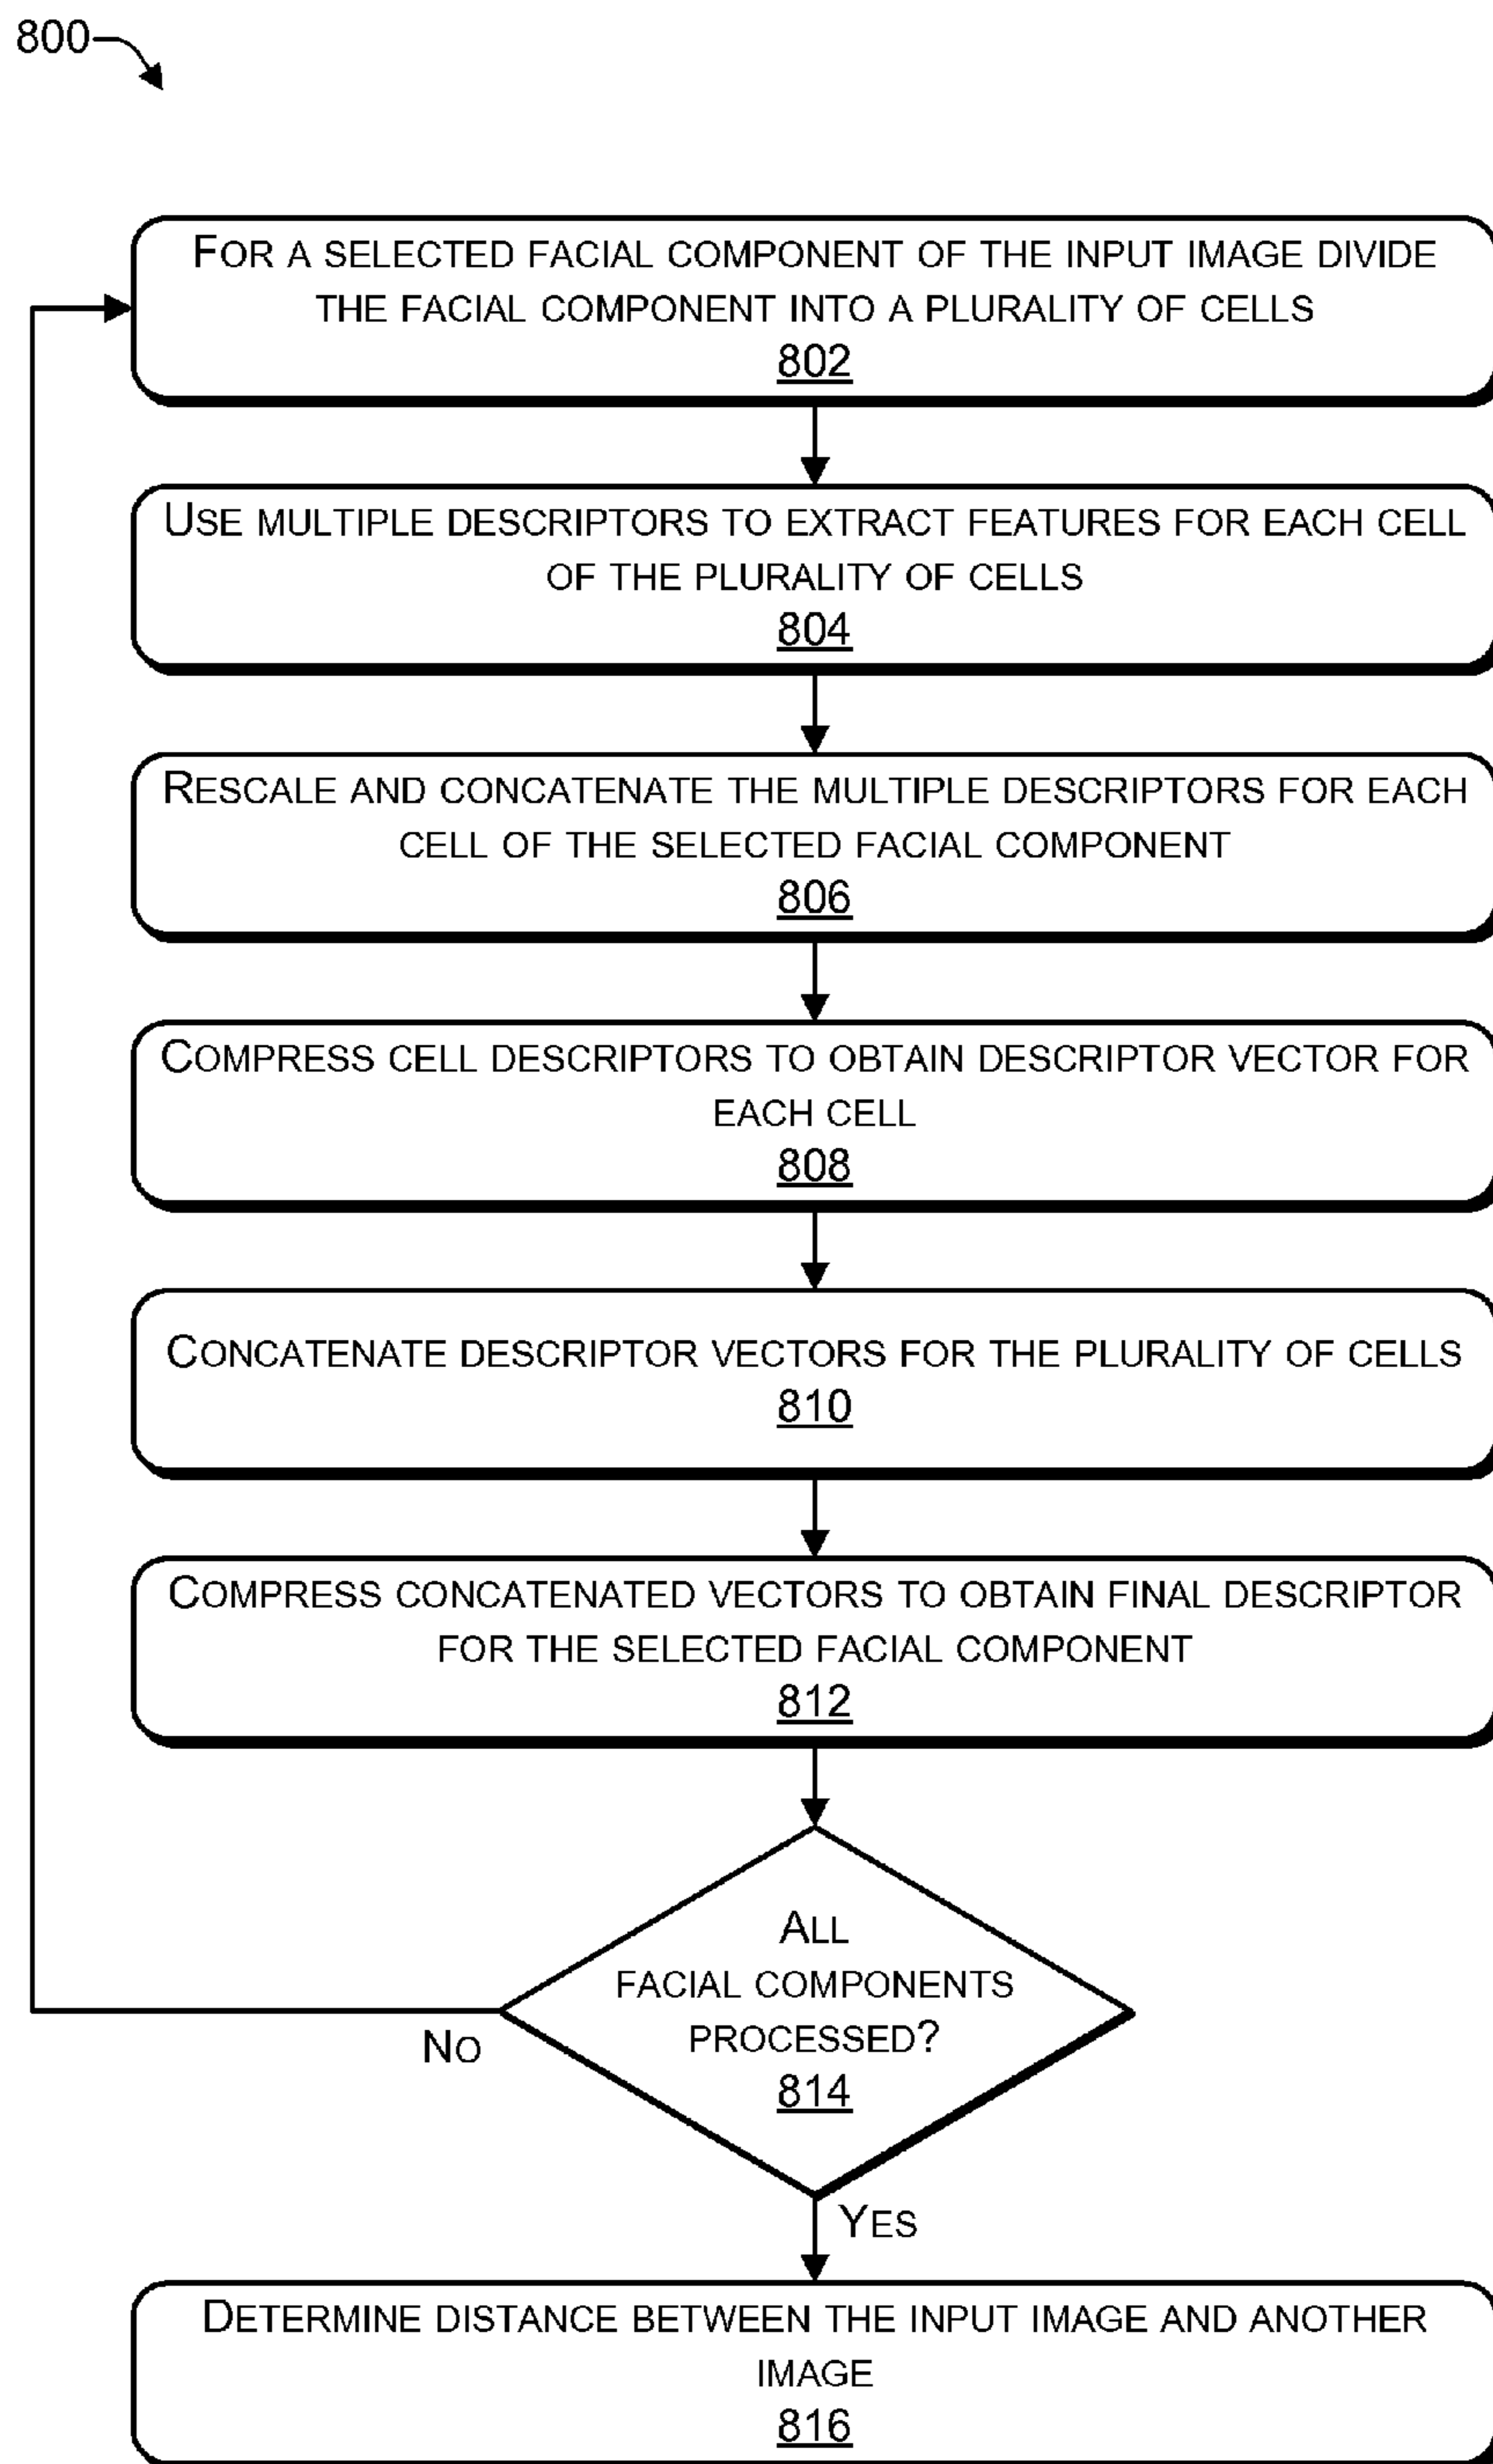 800
FOR A SELECTED FACIAL COMPONENT OF THE INPUT IMAGE DIVIDE
THE FACIAL COMPONENT INTO A PLURALITY OF CELLS
802
USE MULTIPLE DESCRIPTORS TO EXTRACT FEATURES FOR EACH CELL
OF THE PLURALITY OF CELLS
804
RESCALE AND CONCATENATE THE MULTIPLE DESCRIPTORS FOR EACH
CELL OF THE SELECTED FACIAL COMPONENT
806
COMPRESS CELL DESCRIPTORS TO OBTAIN DESCRIPTOR VECTOR FOR
EACH CELL
808
CONCATENATE DESCRIPTOR VECTORS FOR THE PLURALITY OF CELLS
810
COMPRESS CONCATENATED VECTORS TO OBTAIN FINAL DESCRIPTOR
FOR THE SELECTED FACIAL COMPONENT
812
ALL
FACIAL COMPONENTS
PROCESSED?
814
NO
YES
DETERMINE DISTANCE BETWEEN THE INPUT IMAGE AND ANOTHER
IMAGE
816